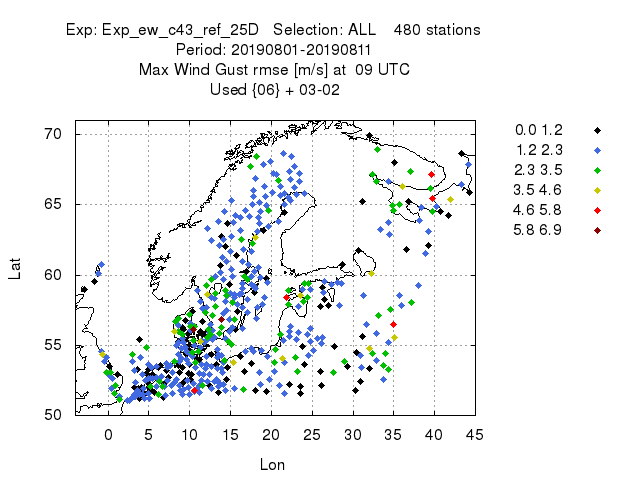 Exp: Exp_ew_c43_ref_25D   Selection: ALL    480 stations
Period: 20190801-20190811
Max Wind Gust rmse [m/s] at  09 UTC
Used {06} + 03-02
70
65
60
55
50
Lat
0 5 10 15 20 25 30 35 40 45
Lon
0.0 1.2
1.2 2.3
2.3 3.5
3.5 4.6
4.6 5.8
5.8 6.9